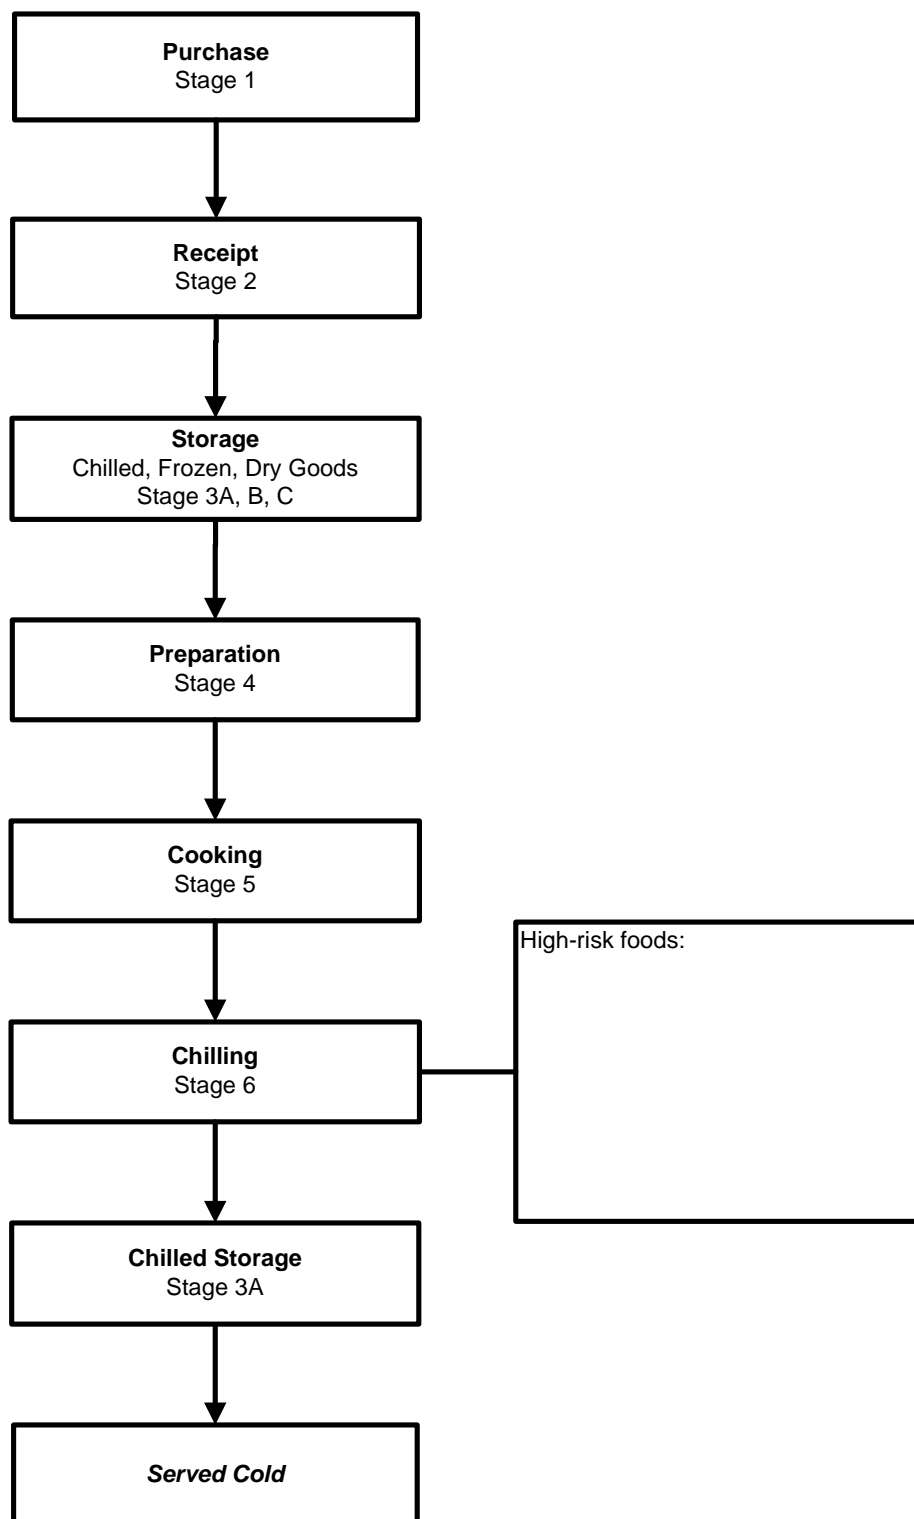 Purchase
Stage 1
Receipt
Stage 2
Storage
Chilled, Frozen, Dry Goods
Stage 3A, B, C
Preparation
Stage 4
Cooking
Stage 5
High-risk foods:
Chilling
Stage 6
Chilled Storage
Stage 3A
Served Cold